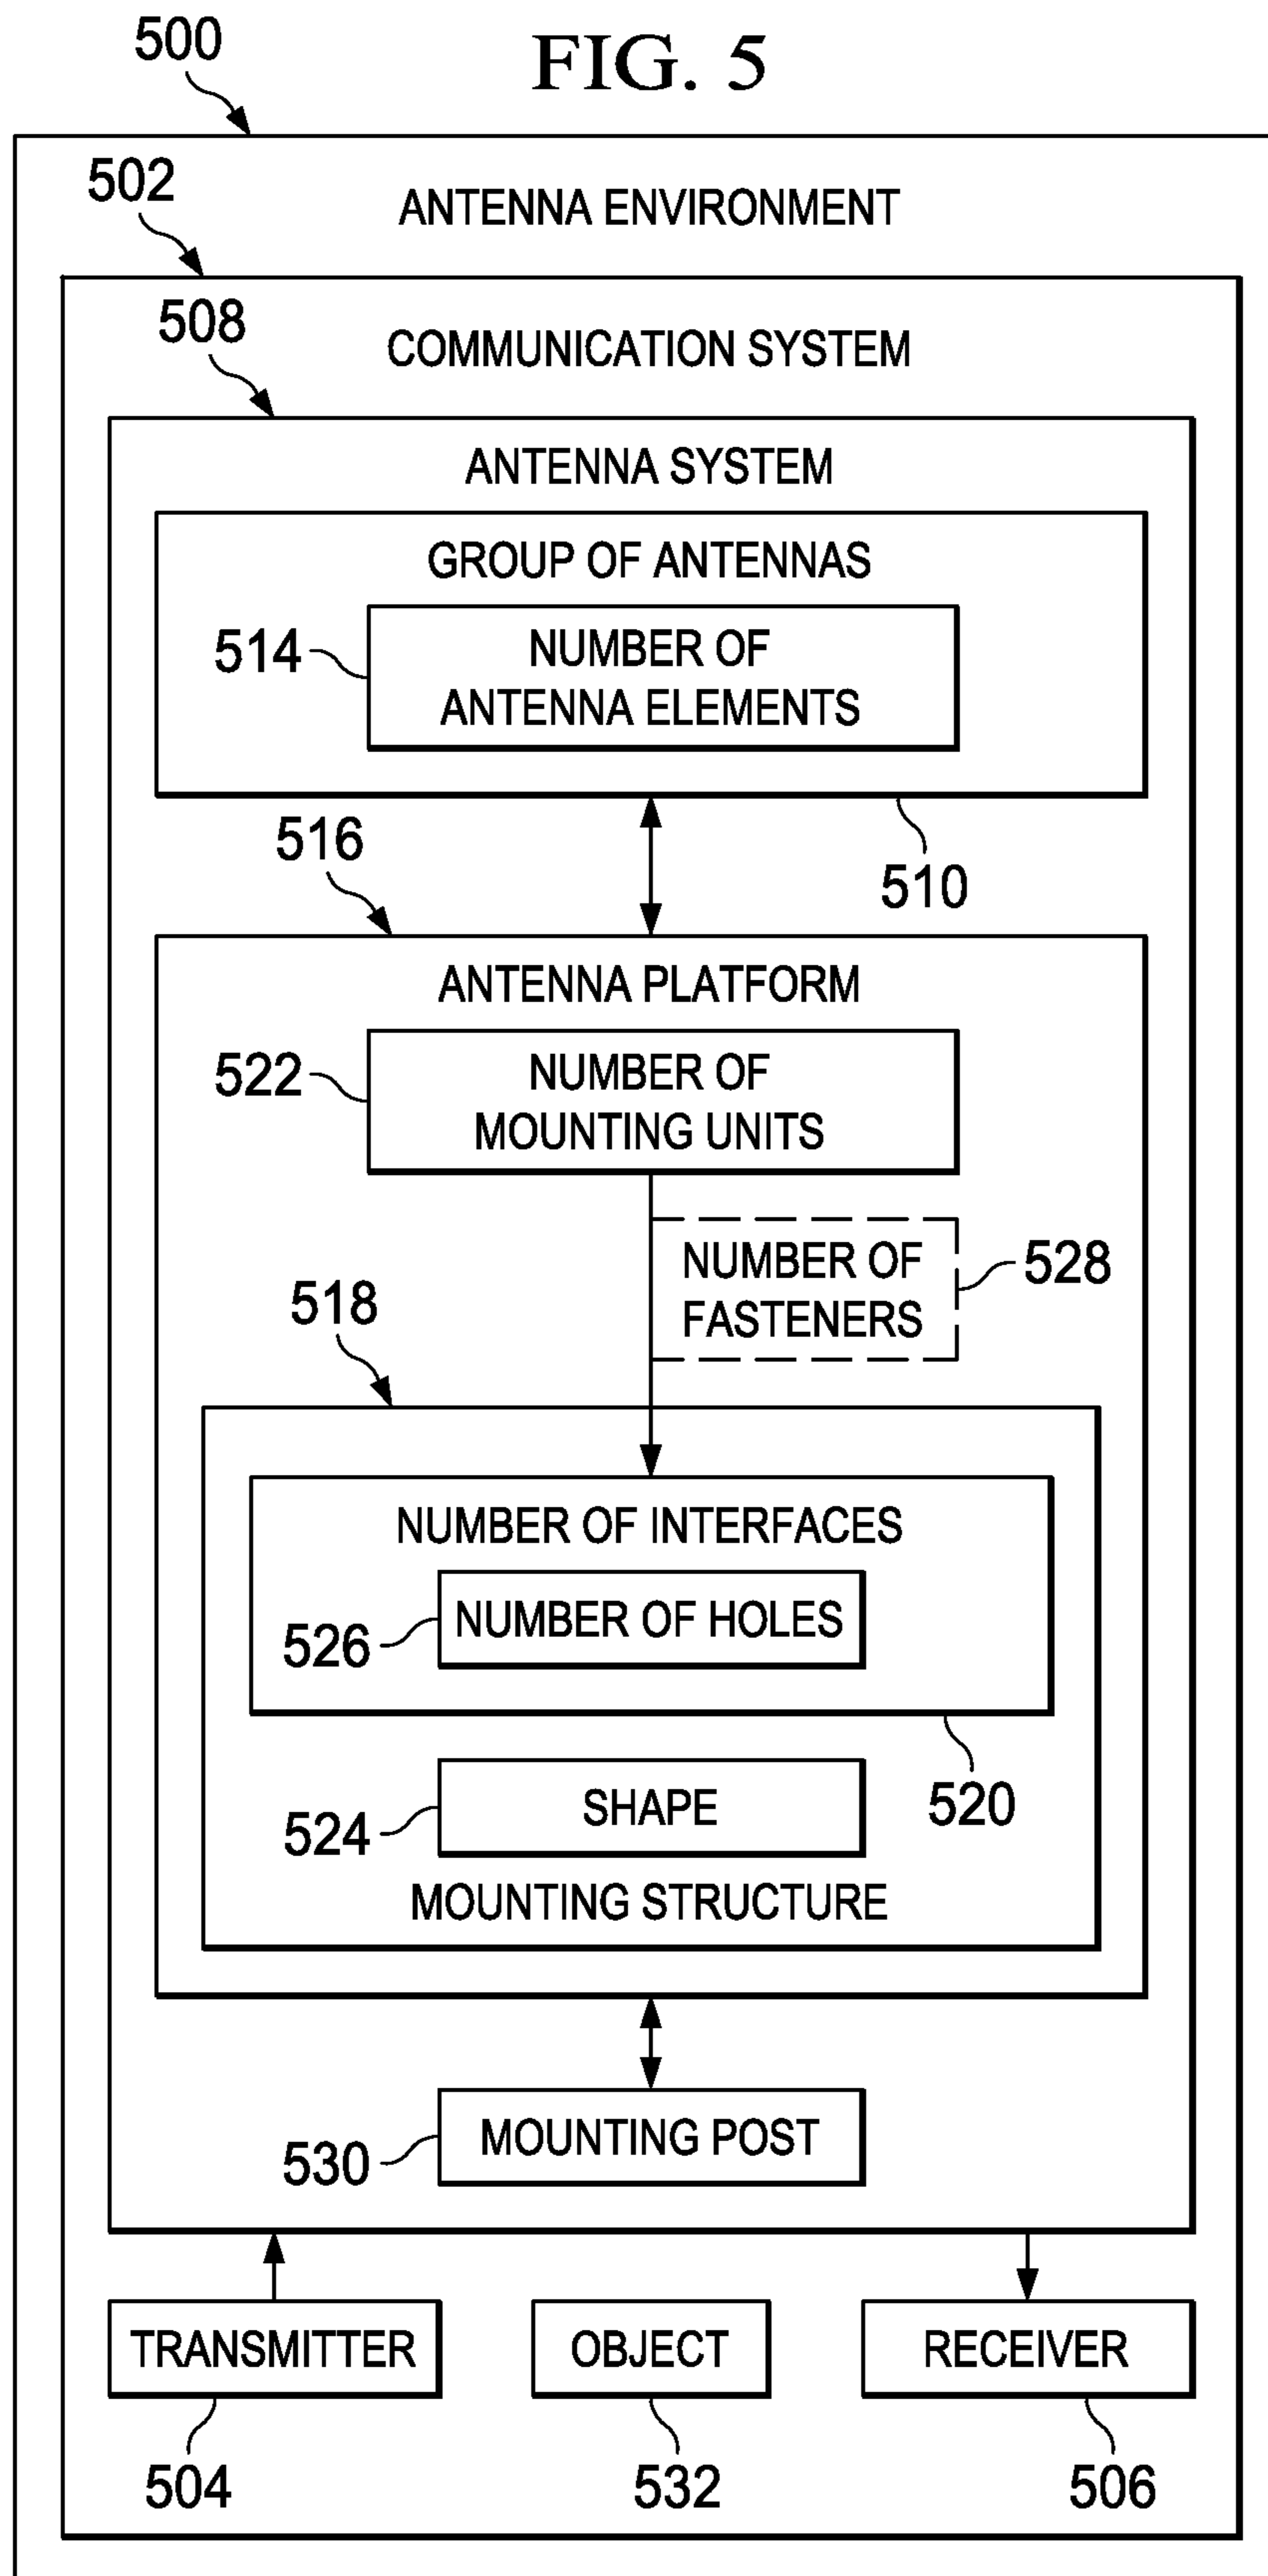 FIG. 5
500
502
ANTENNA ENVIRONMENT
508
COMMUNICATION SYSTEM
ANTENNA SYSTEM
GROUP OF ANTENNAS
514
NUMBER OF
ANTENNA ELEMENTS
516
510
ANTENNA PLATFORM
522
NUMBER OF
MOUNTING UNITS
NUMBER OF
FASTENERS
528
518
NUMBER OF INTERFACES
526
NUMBER OF HOLES
520
524
SHAPE
MOUNTING STRUCTURE
530
MOUNTING POST
TRANSMITTER
OBJECT
RECEIVER
504
532
506